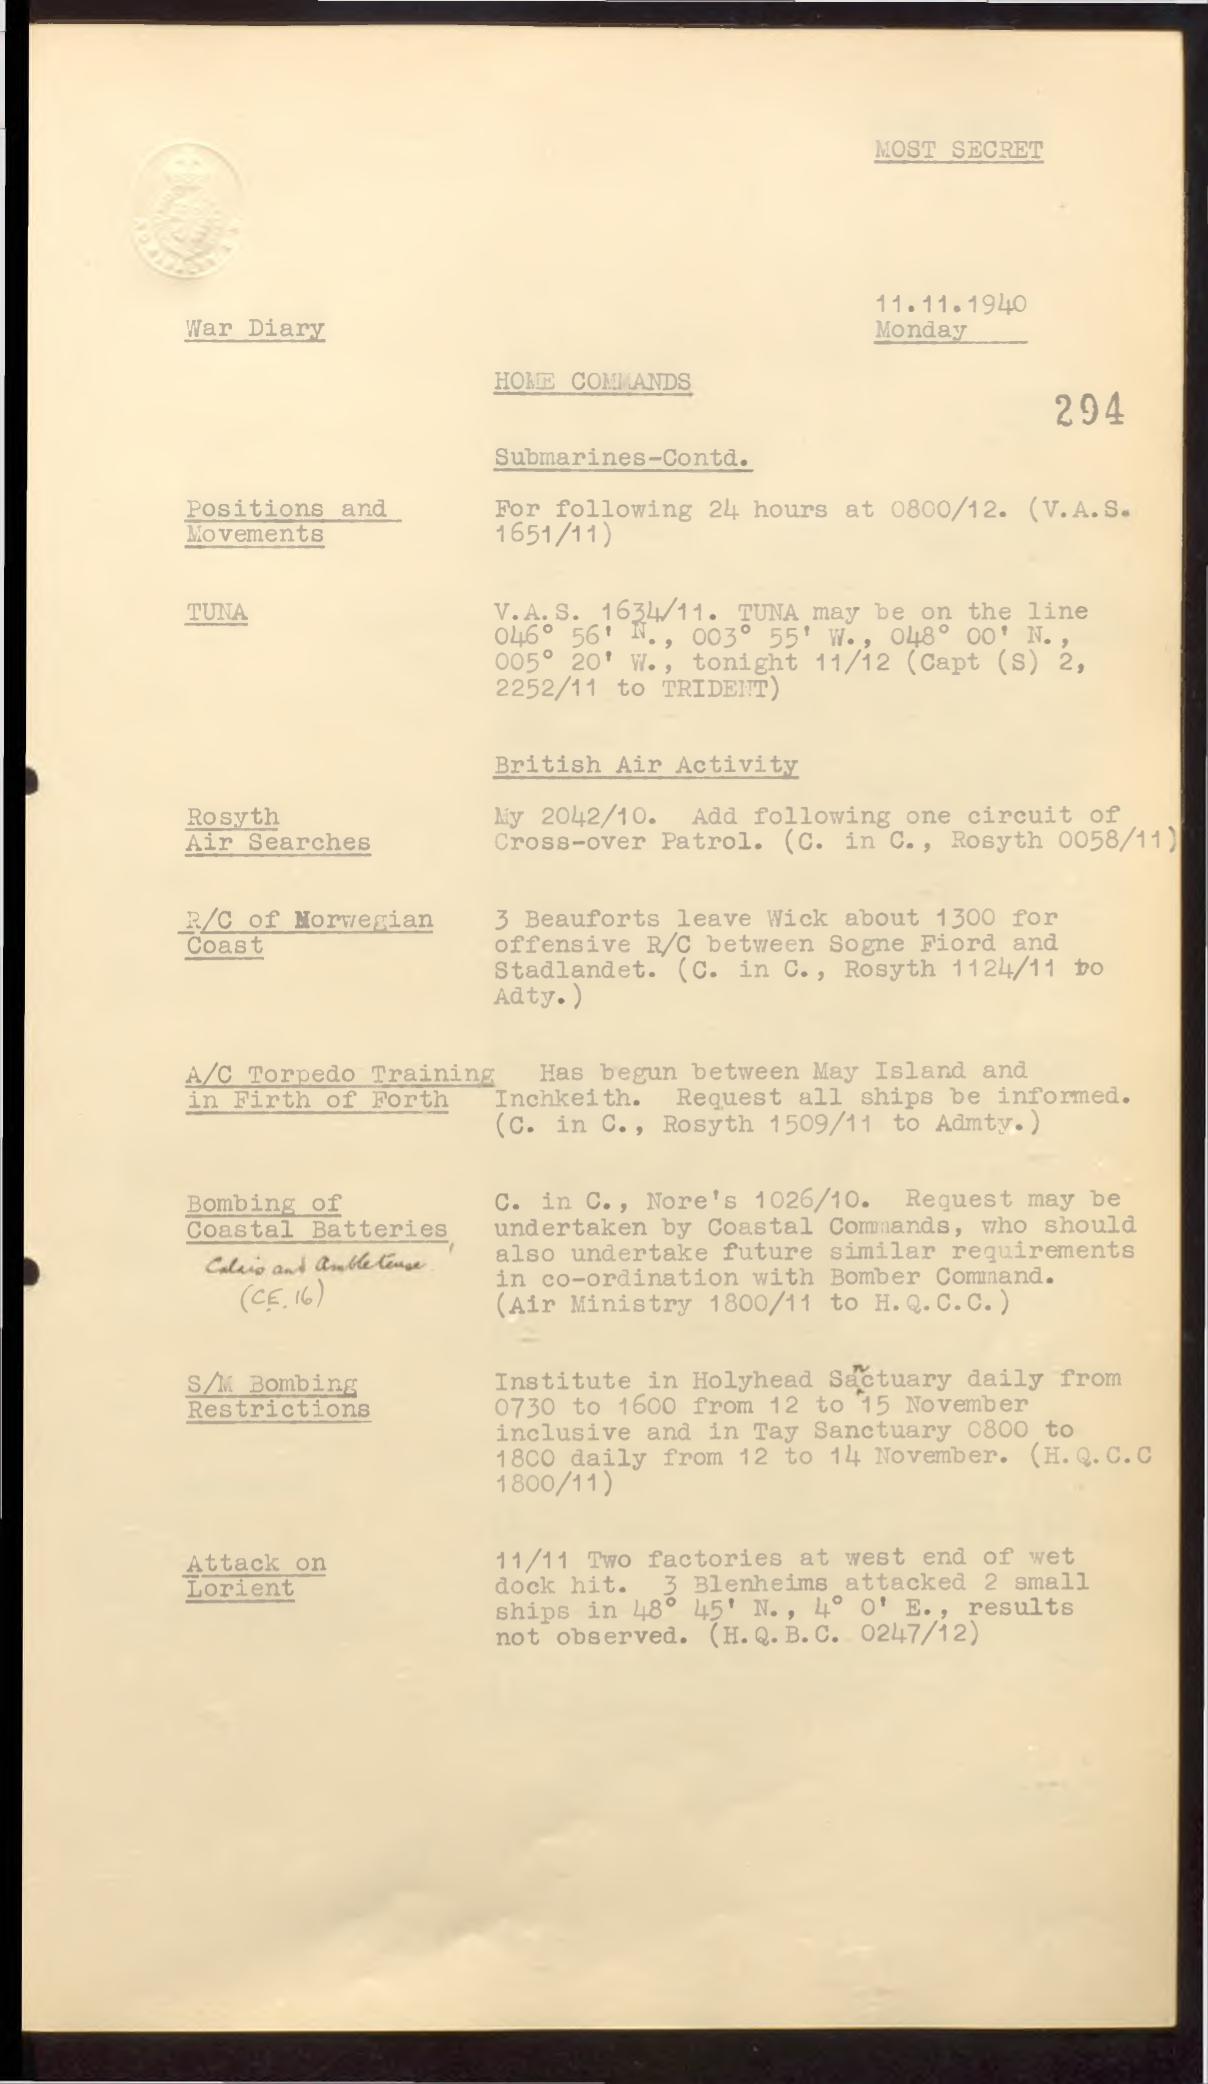 MOST SECRET
11.11.1940
War Diary
Monday
HOME COMMANDS
294
Submarines-Contd.
Positions and
Movements
For following 24 hours at 0800/12. (V.A.S.
1651/11)
TUNA
V.A.S. 1634/11. TUNA may be on the line
046° 56' N., 003° 55' W., 048° 00' N.,
005° 20' W., tonight 11/12 (Capt (S) 2,
2252/11 to TRIDENT)
British Air Activity
Rosyth
Air Searches
My 2042/10. Add following one circuit of
Cross-over Patrol. (C. in C., Rosyth 0058/11)
R/C of Norwegian
Coast
3 Beauforts leave Wick about 1300 for
offensive R/C between Sogne Fiord and
Stadlandet. (C. in C., Rosyth 1124/11 to
Adty.)
A/C Torpedo Training
in Firth of Forth
Has begun between May Island and
Inchkeith. Request all ships be informed.
(C. in C., Rosyth 1509/11 to Admty.)
Bombing of
Coastal Batteries
Calais and Ambleteuse
(CE. 16)
C. in C., Nore's 1026/10. Request may be
undertaken by Coastal Commands, who should
also undertake future similar requirements
in co-ordination with Bomber Command.
(Air Ministry 1800/11 to H.Q.C.C.)
S/M Bombing
Restrictions
Institute in Holyhead Sanctuary daily from
0730 to 1600 from 12 to 15 November
inclusive and in Tay Sanctuary 0800 to
1800 daily from 12 to 14 November. (H.Q.C.C
1800/11)
Attack on
Lorient
11/11 Two factories at west end of wet
dock hit. 3 Blenheims attacked 2 small
ships in 48° 45' N., 4° 0' E., results
not observed. (H.Q.B.C. 0247/12)